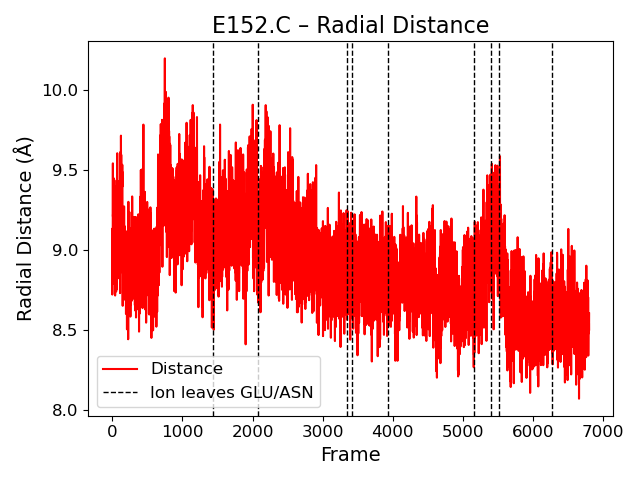 E152.C – Radial Distance
Radial Distance (Å)
10.0
9.5
9.0
8.5
8.0
Distance
Ion leaves GLU/ASN
0
1000
2000
3000
4000
5000
6000
7000
Frame